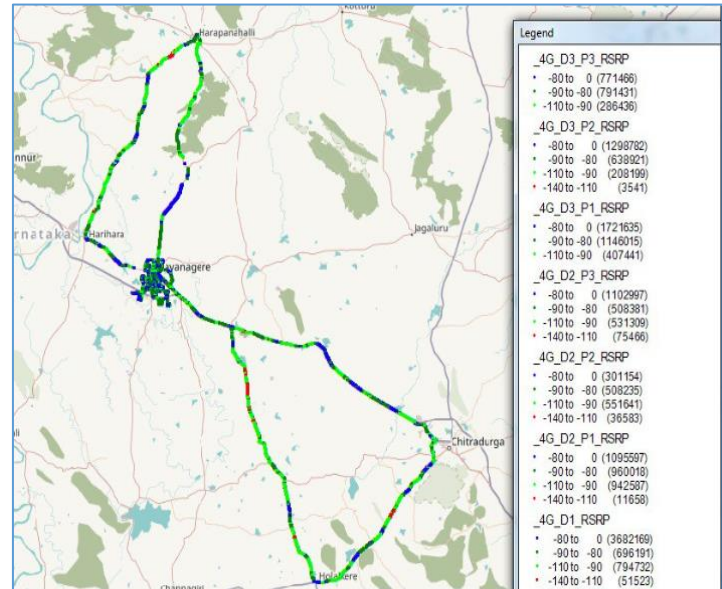 Kotturu
Harapanahalli
nnur
Jagaluru
rnataka
Harihara
avanagere
Chitradurga
Holalkere
Channagiri
Legend
_4G_D3_P3_RSRP
-80 to 0 (771466)
-90 to -80 (791431)
-110 to -90 (286436)
_4G_D3_P2_RSRP
-80 to 0 (1298782)
-90 to -80 (638921)
-110 to -90 (208199)
-140 to -110 (3541)
_4G_D3_P1_RSRP
-80 to 0 (1721635)
-90 to -80 (1146015)
-110 to -90 (407441)
_4G_D2_P3_RSRP
-80 to 0 (1102997)
-90 to -80 (508381)
-110 to -90 (531309)
-140 to -110 (75466)
_4G_D2_P2_RSRP
-80 to 0 (301154)
-90 to -80 (508235)
-110 to -90 (551641)
-140 to -110 (36583)
_4G_D2_P1_RSRP
-80 to 0 (1095597)
-90 to -80 (960018)
-110 to -90 (942587)
-140 to -110 (11658)
_4G_D1_RSRP
-80 to 0 (3682169)
-90 to -80 (696191)
-110 to -90 (794732)
-140 to -110 (51523)